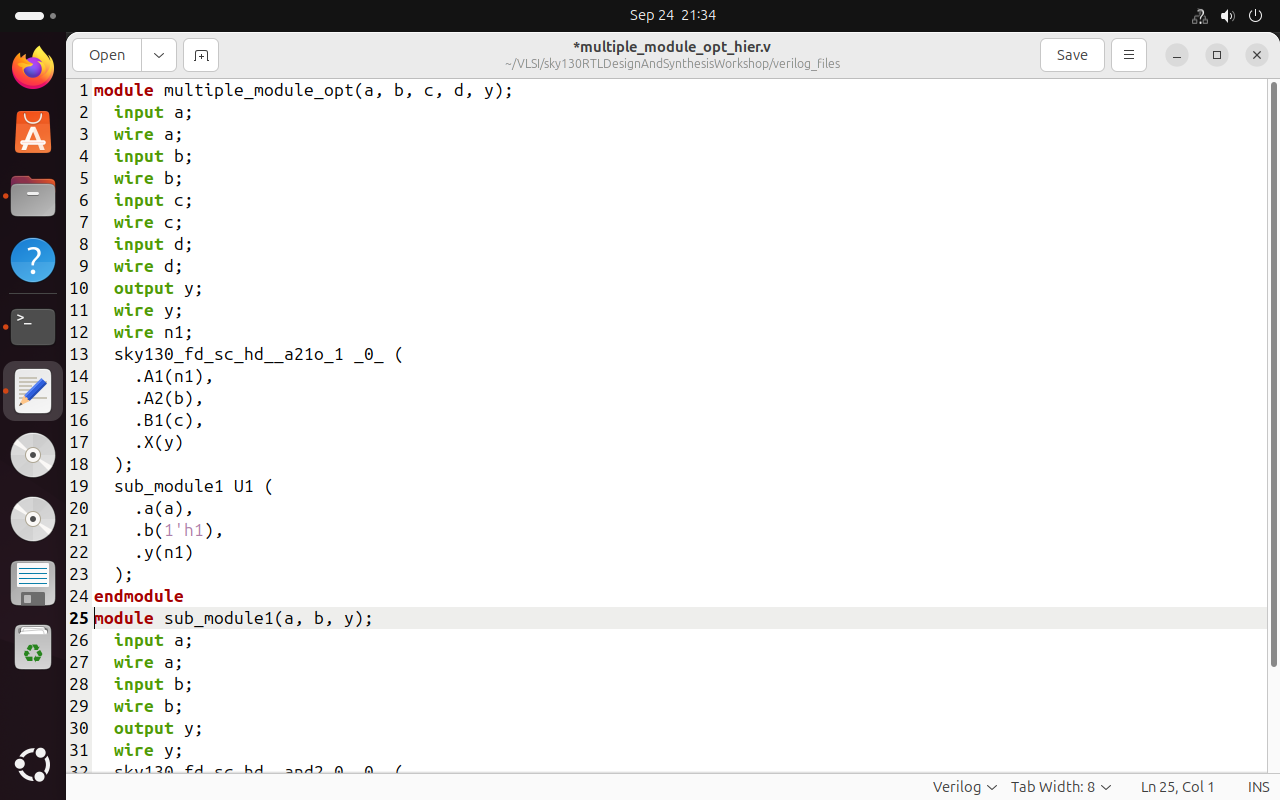 Sep 24 21:34
Open
*multiple_module_opt_hier.v
~/VLSI/sky130RTLDesignAndSynthesisWorkshop/verilog_files
Save
1 module multiple_module_opt(a, b, c, d, y);
2   input a;
3   wire a;
4   input b;
5   wire b;
6   input c;
7   wire c;
8   input d;
9   wire d;
10   output y;
11   wire y;
12   wire n1;
13   sky130_fd_sc_hd__a21o_1 _0_ (
14     .A1(n1),
15     .A2(b),
16     .B1(c),
17     .X(y)
18   );
19   sub_module1 U1 (
20     .a(a),
21     .b(1'h1),
22     .y(n1)
23   );
24 endmodule
25 module sub_module1(a, b, y);
26   input a;
27   wire a;
28   input b;
29   wire b;
30   output y;
31   wire y;
32   sky130_fd_sc_hd__and2_0 _0_ (
Verilog Tab Width: 8 Ln 25, Col 1 INS